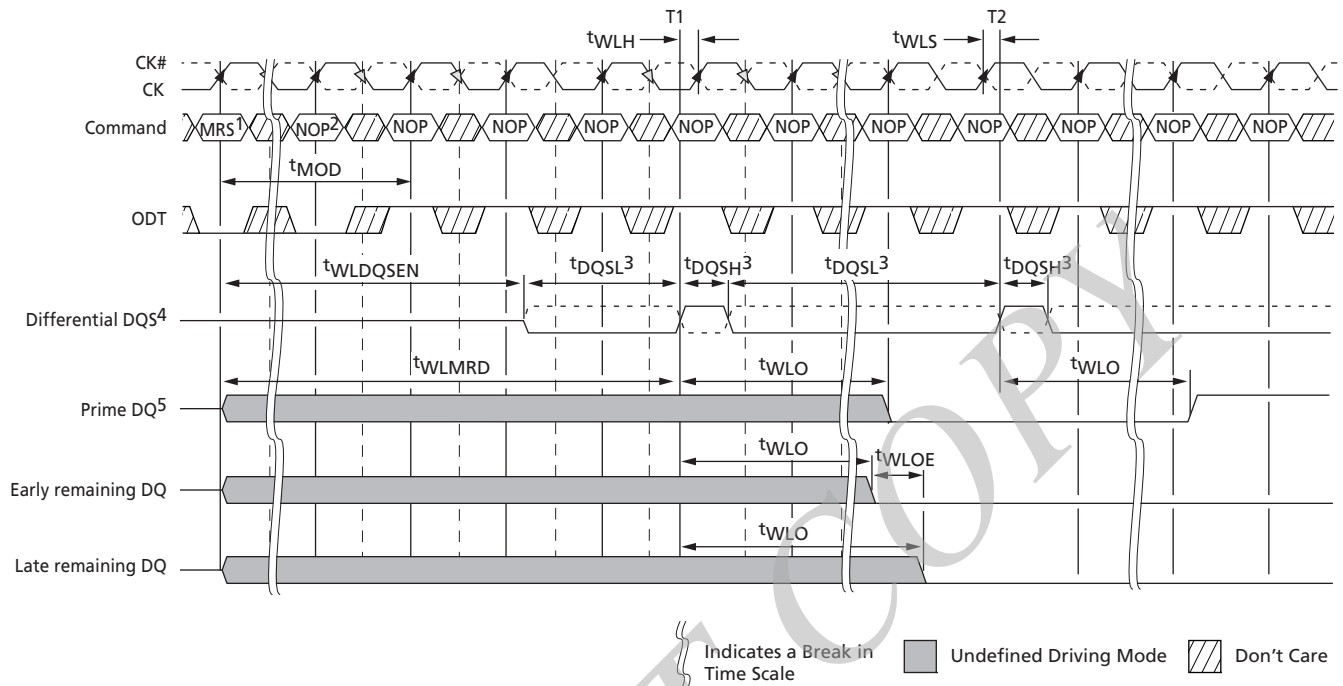 T1 T2
tWLH tWLS
CK#
CK
Command MRS1 NOP2 NOP NOP NOP NOP NOP NOP NOP NOP NOP NOP
tMOD
ODT
tWLDQSEN tDQSL3 tDQSH3 tDQSL3 tDQSH3
Differential DQS4
tWLMRD tWLO tWLO
Prime DQ5
tWLO tWLOE
Early remaining DQ
tWLO
Late remaining DQ
Indicates a Break in
Time Scale
Undefined Driving Mode Don't Care
T COPY